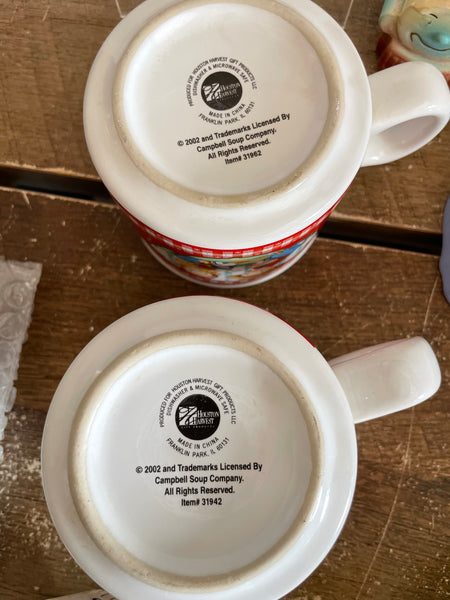 PRODUCED FOR HOUSTON HARVEST GIFT PRODUCTS LLC
DISHWASHER & MICROWAVE SAFE
HOUSTON
HARVEST
MADE IN CHINA
FRANKLIN PARK, IL 60131
© 2002 and Trademarks Licensed By
Campbell Soup Company.
All Rights Reserved.
Item# 31962
PRODUCED FOR HOUSTON HARVEST GIFT PRODUCTS LLC
DISHWASHER & MICROWAVE SAFE
HOUSTON
HARVEST
GIFT PRODUCTS
MADE IN CHINA
FRANKLIN PARK, IL 60131
© 2002 and Trademarks Licensed By
Campbell Soup Company.
All Rights Reserved.
Item# 31942